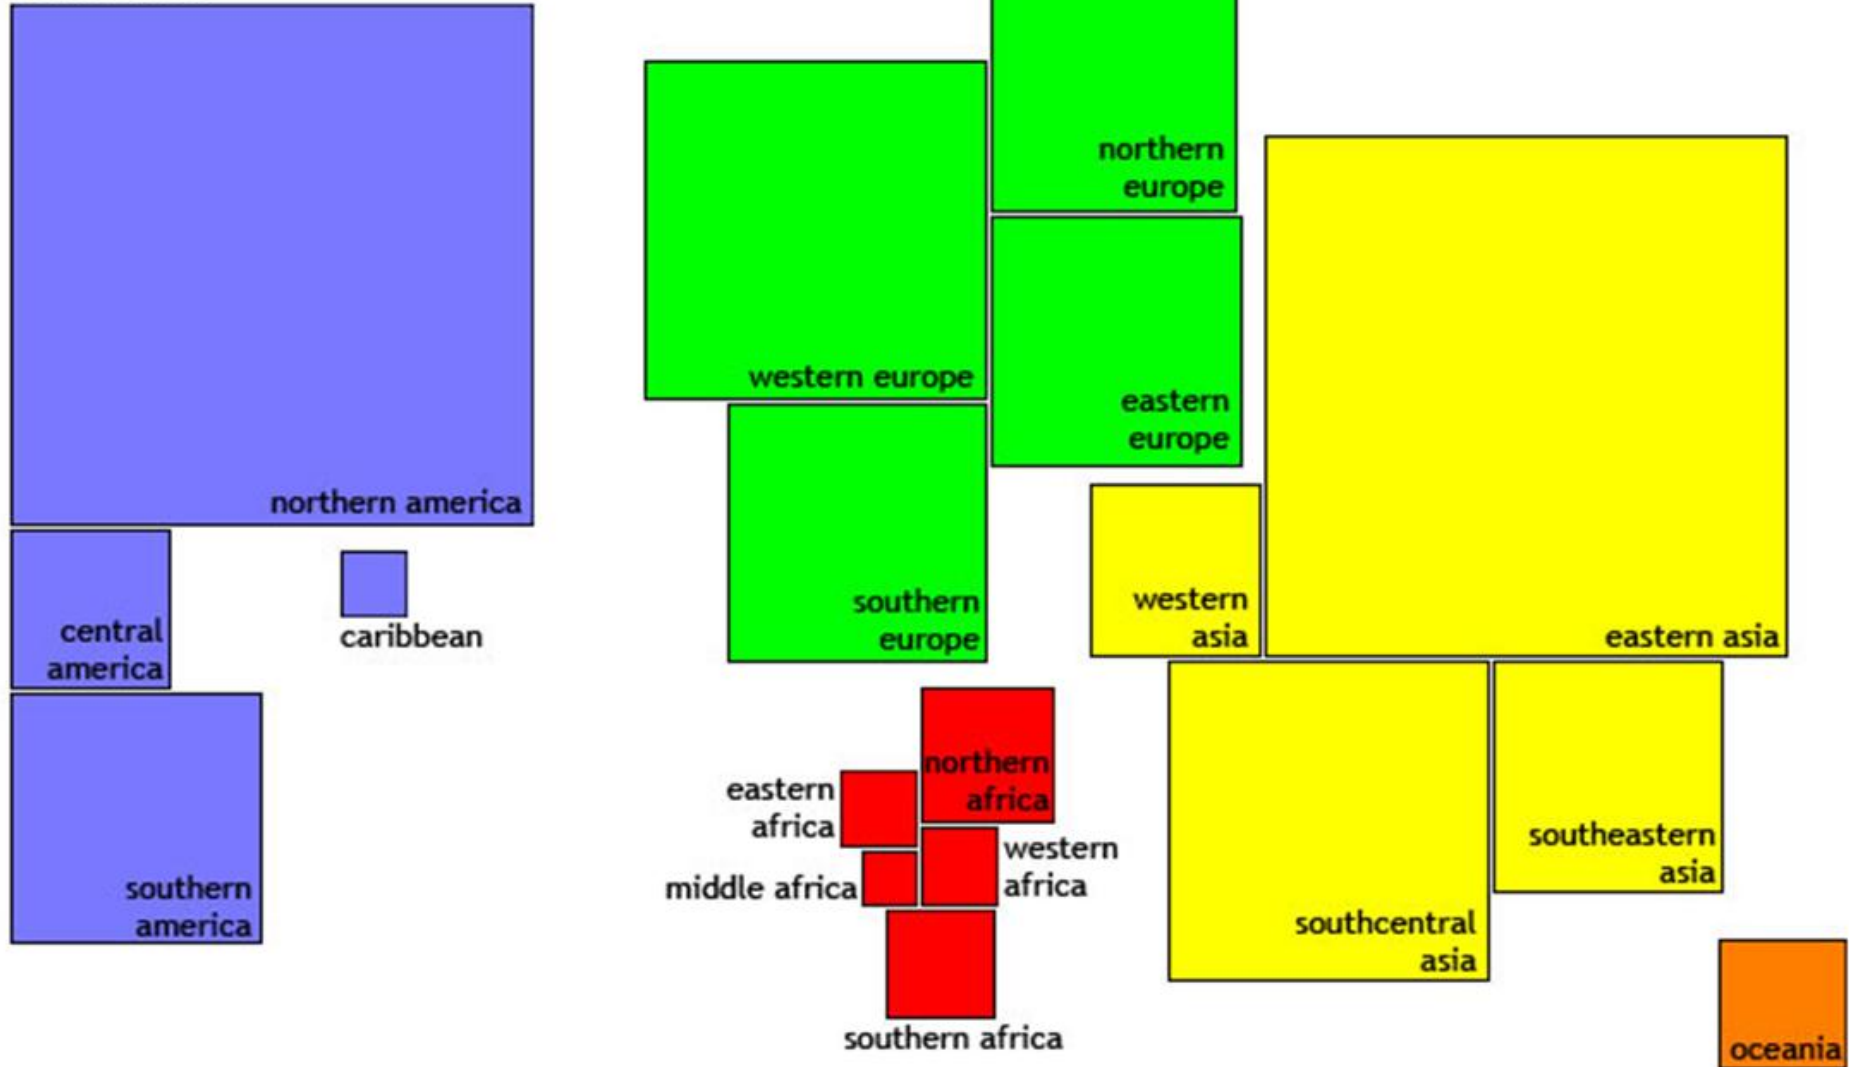 northern
europe
western europe
eastern
europe
northern america
central
america
caribbean
southern
europe
western
asia
eastern asia
northern
africa
eastern
africa
western
africa
middle africa
southern
america
southeastern
asia
southcentral
asia
southern africa
oceania